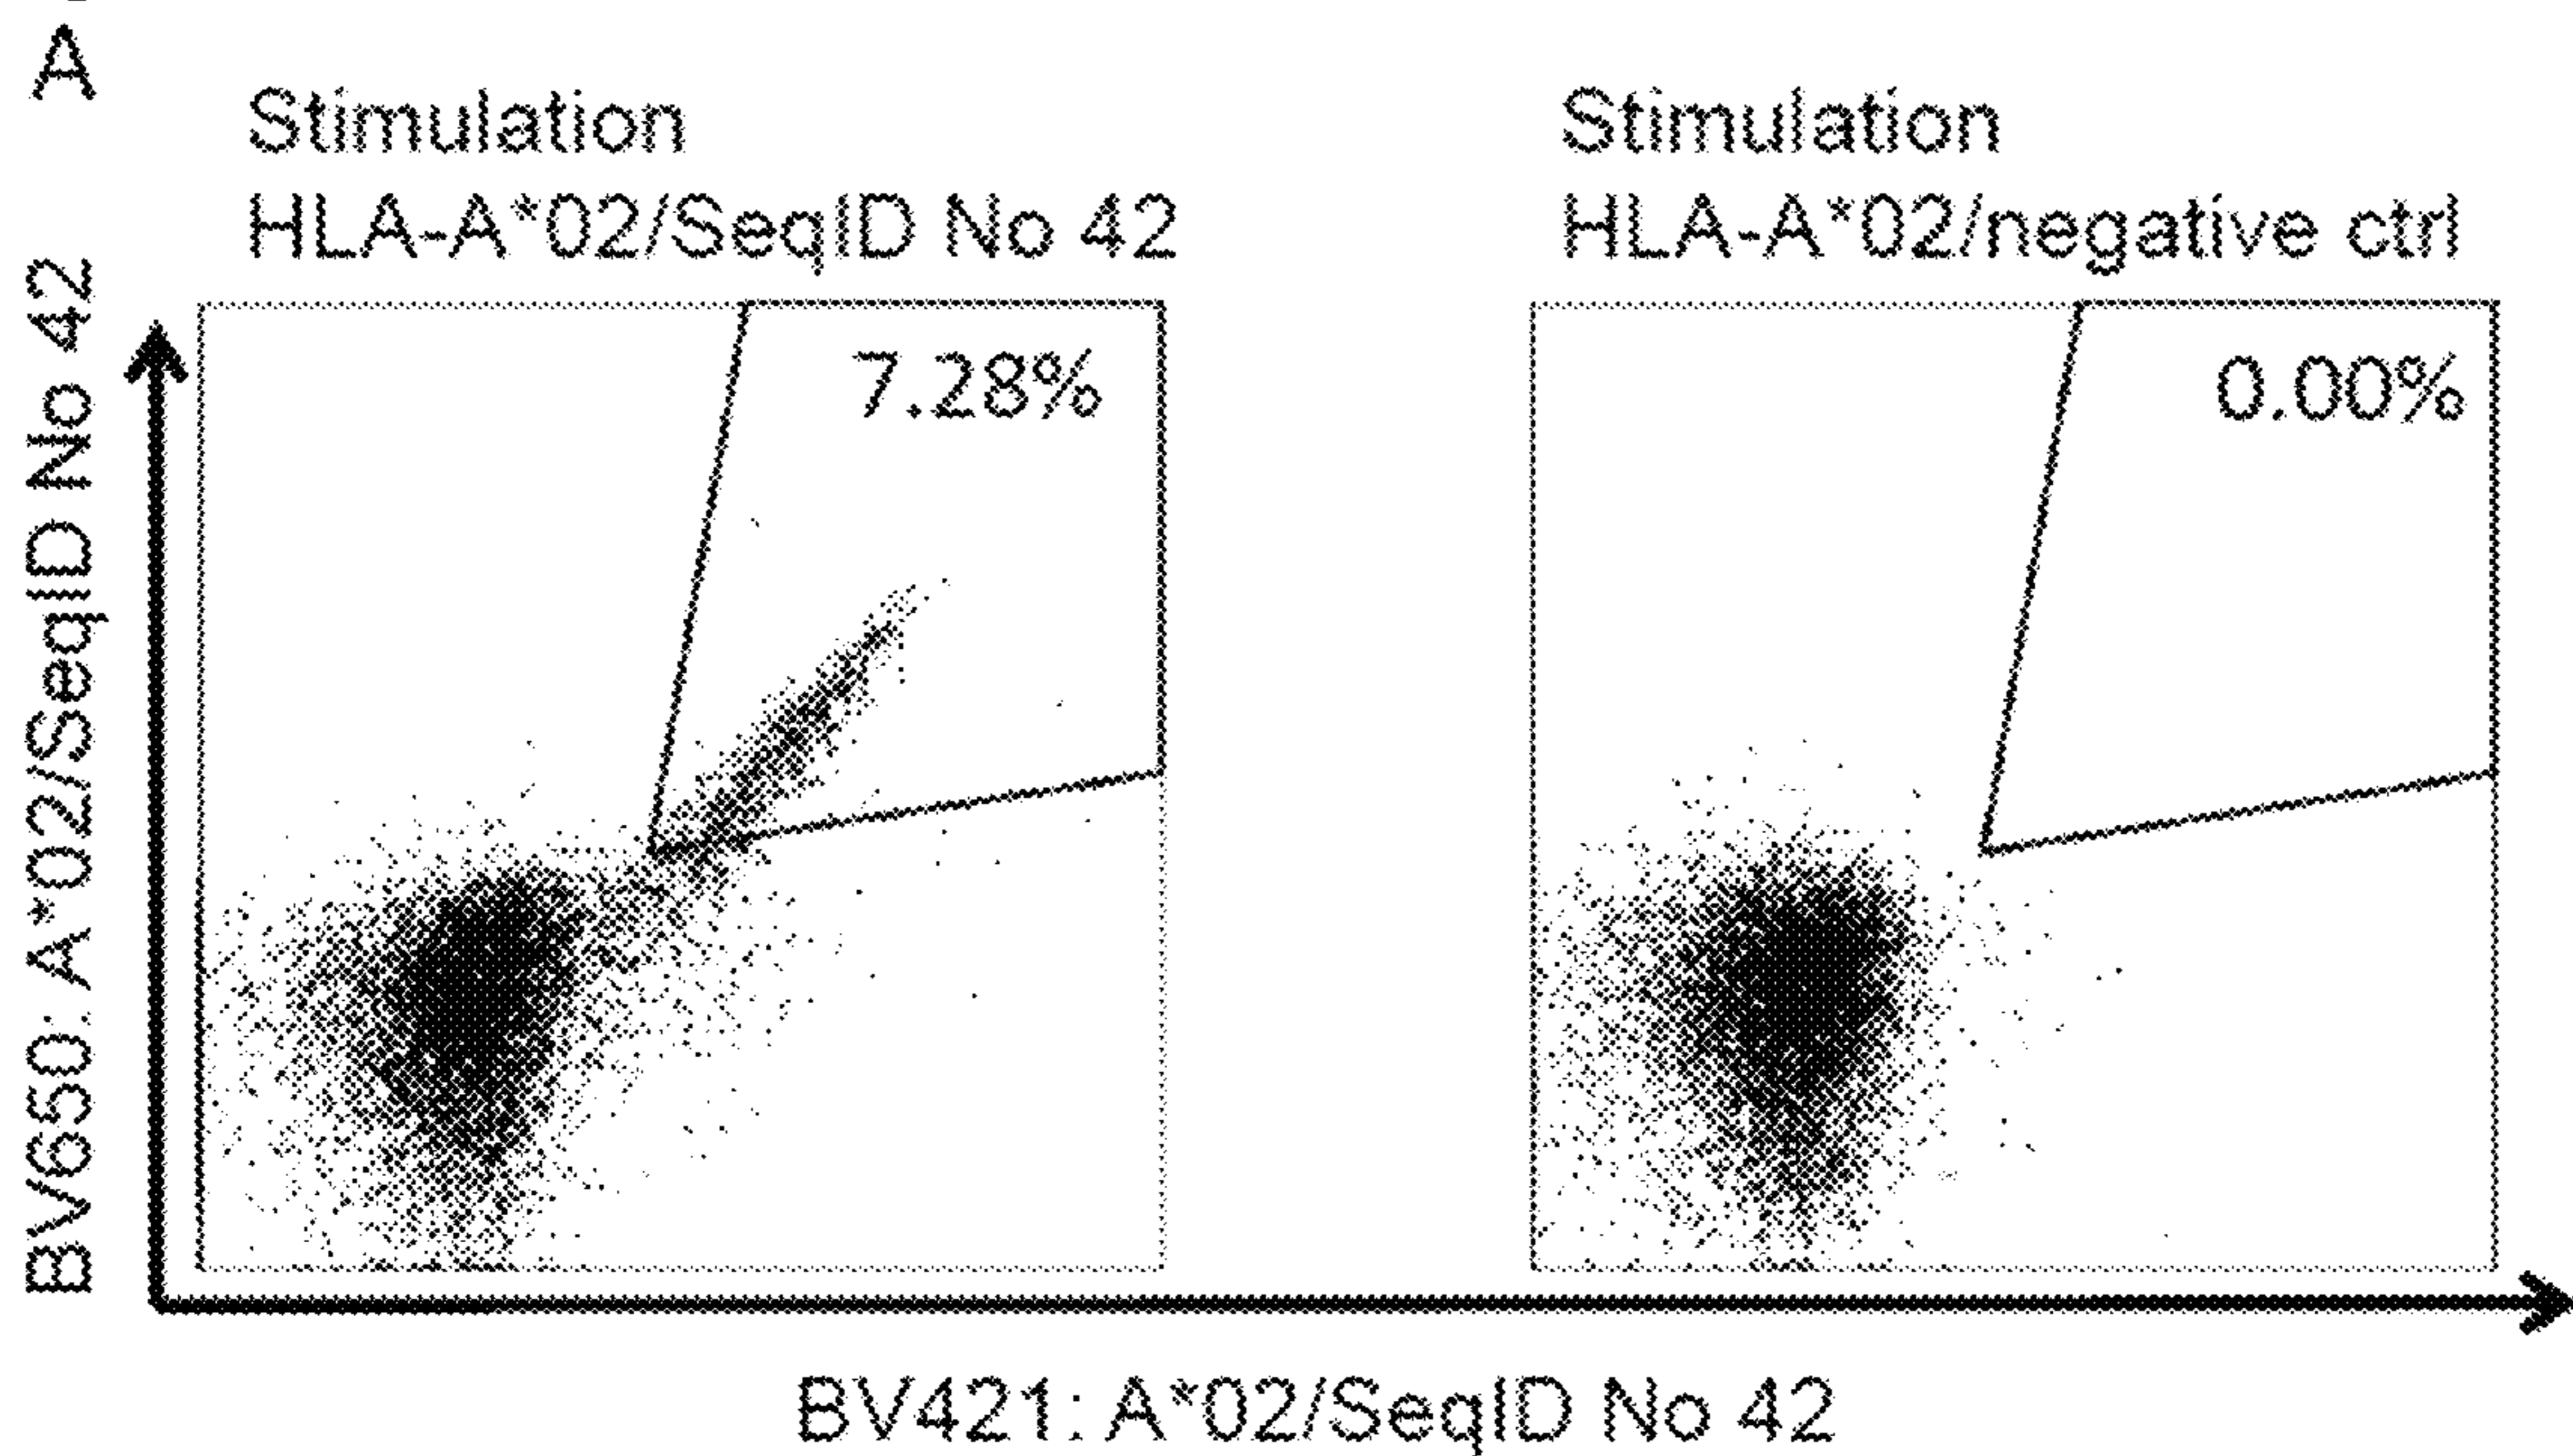 A
Stimulation
HLA-A*02/SeqID No 42
Stimulation
HLA-A*02/negative ctrl
BV650: A*02/SeqID No 42
7.28%
0.00%
BV421: A*02/SeqID No 42